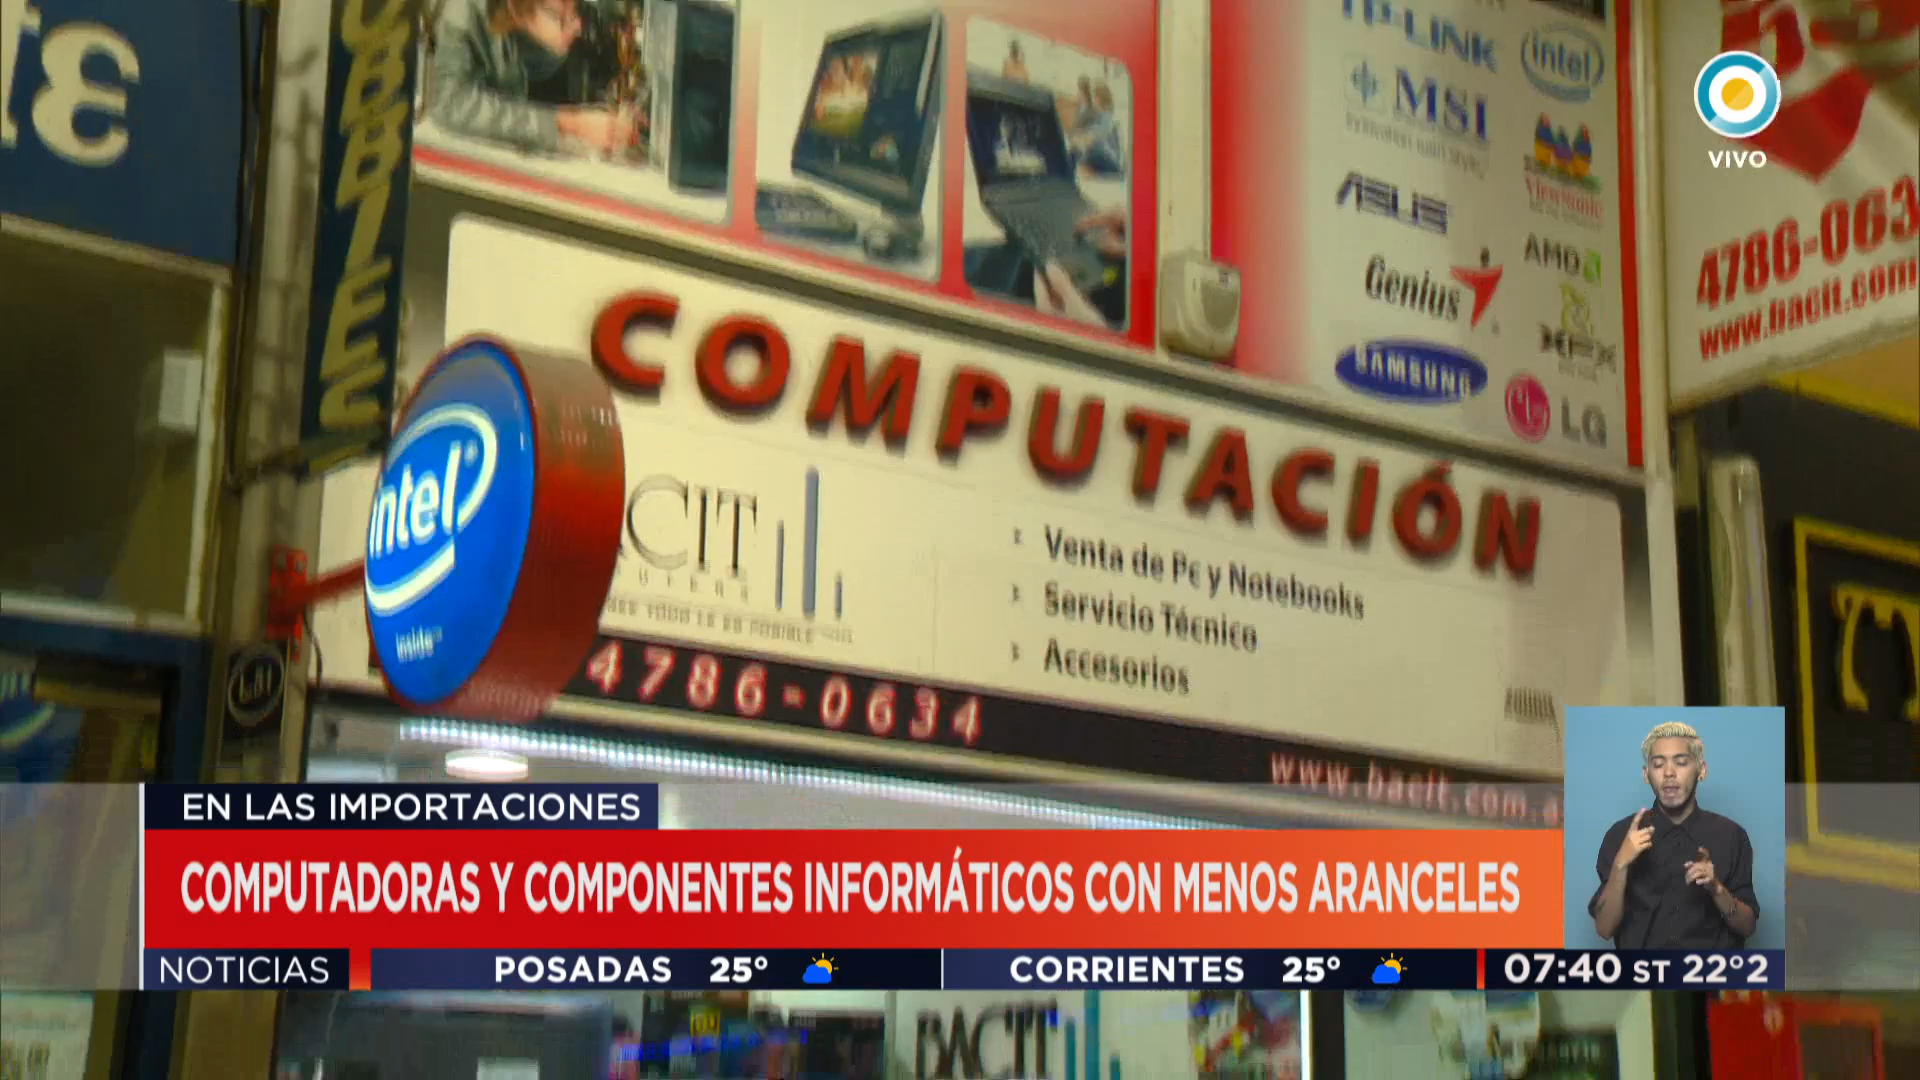 TP-LINK
intel
MSI
ASUS
ViewSonic
Genius
AMD
XFX
SAMSUNG
LG
4786-063
www.bacit.com
VIVO
COMPUTACIÓN
intel
inside
ACIT
Venta de Pc y Notebooks
Servicio Técnico
Accesorios
4786-0634
www.bacit.com.a
EN LAS IMPORTACIONES
COMPUTADORAS Y COMPONENTES INFORMÁTICOS CON MENOS ARANCELES
NOTICIAS
POSADAS 25°
CORRIENTES 25°
07:40 ST 22°2
BACIT